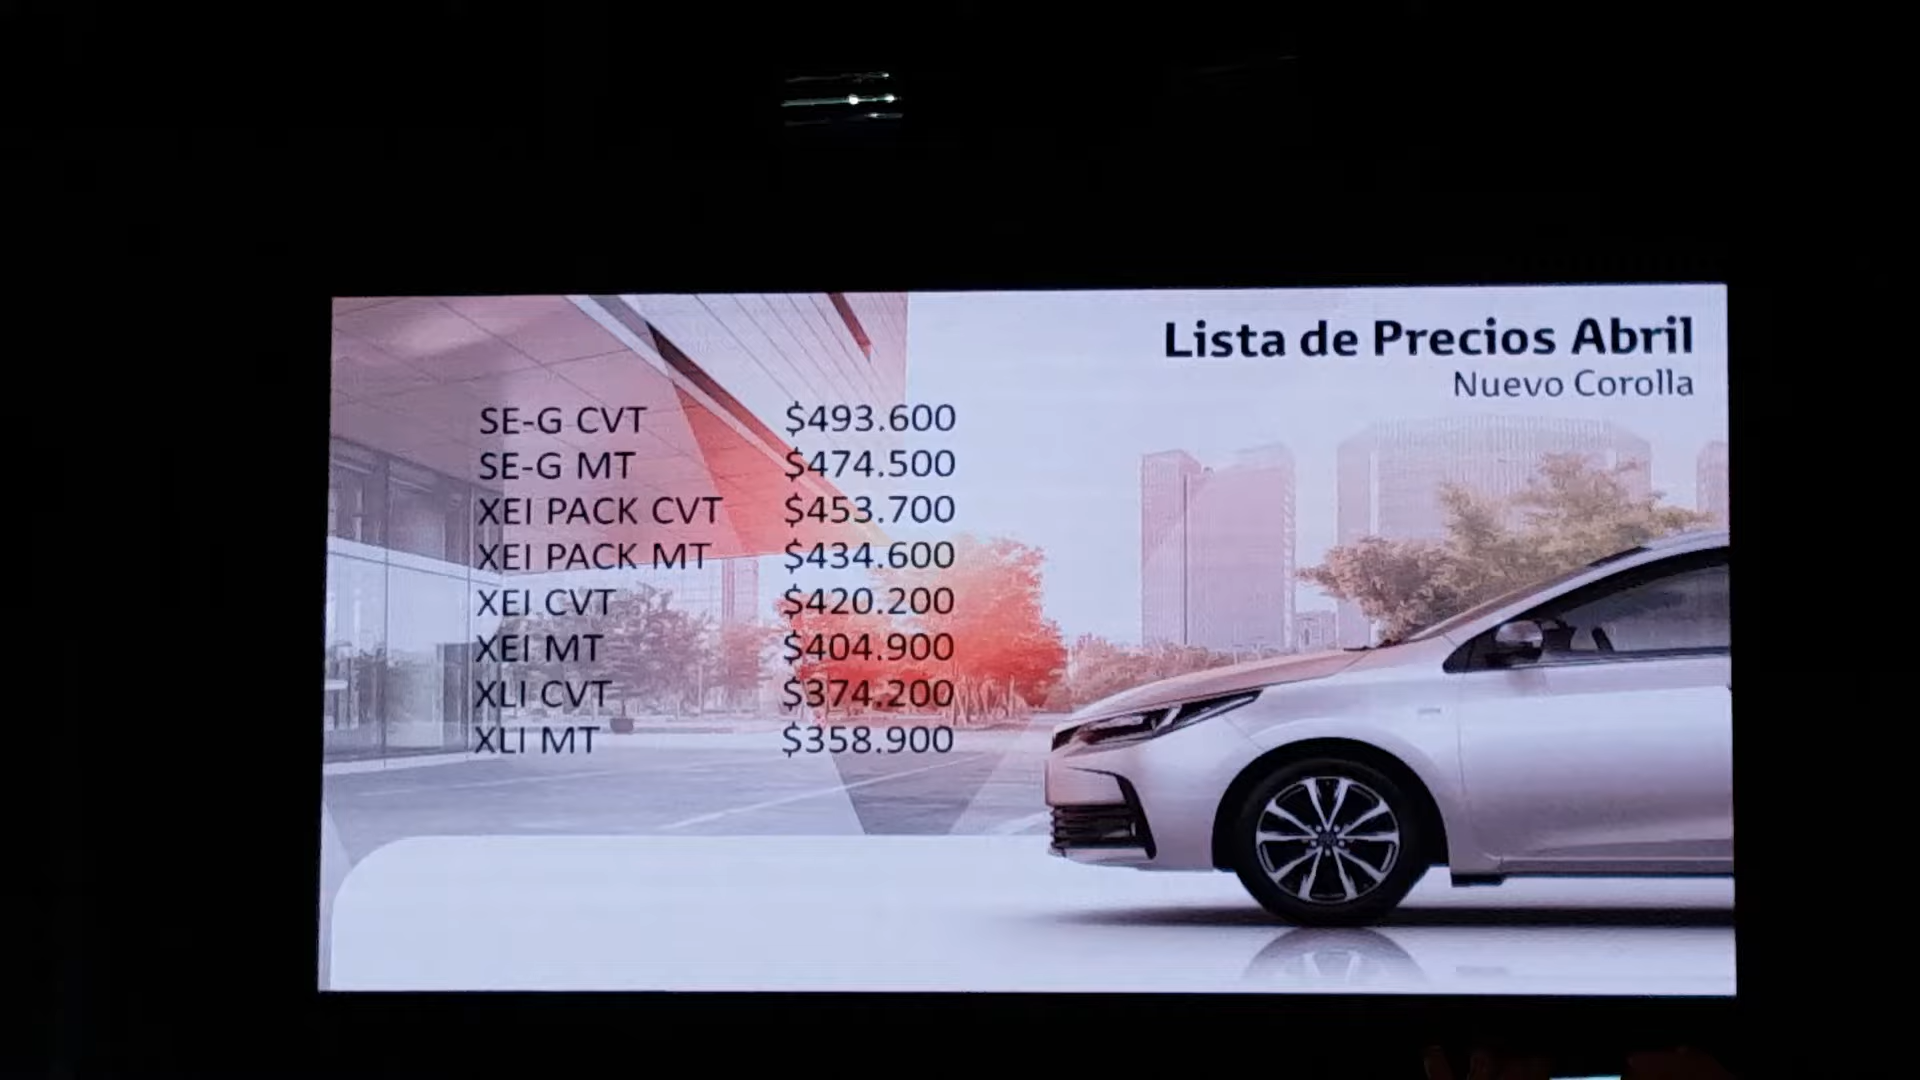 Lista de Precios Abril
Nuevo Corolla
SE-G CVT $493.600
SE-G MT $474.500
XEI PACK CVT $453.700
XEI PACK MT $434.600
XEI CVT $420.200
XEI MT $404.900
XLI CVT $374.200
XLI MT $358.900